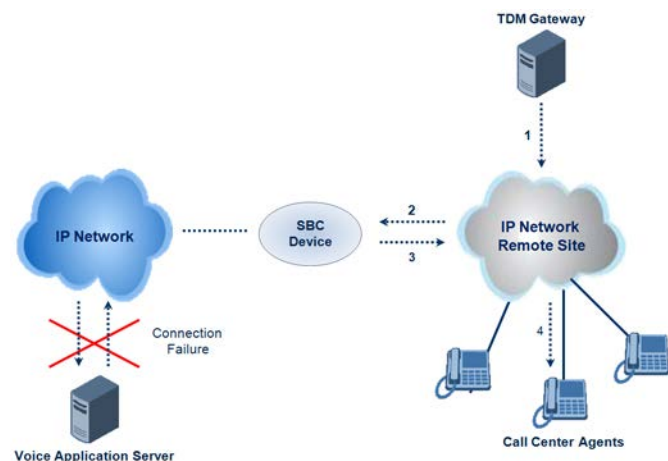 TDM Gateway
1
2
IP Network
SBC
Device
IP Network
Remote Site
3
Connection
Failure
4
Voice Application Server
Call Center Agents